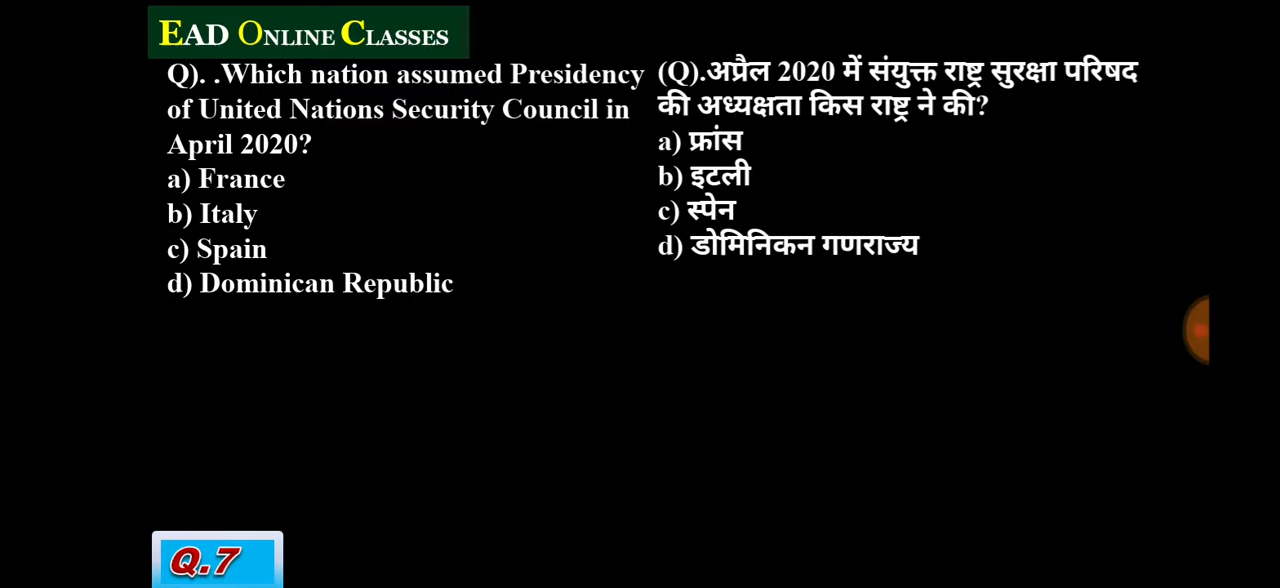 EAD ONLINE CLASSES
Q). .Which nation assumed Presidency
of United Nations Security Council in
April 2020?
a) France
b) Italy
c) Spain
d) Dominican Republic
(Q).अप्रैल 2020 में संयुक्त राष्ट्र सुरक्षा परिषद
की अध्यक्षता किस राष्ट्र ने की?
a) फ्रांस
b) इटली
c) स्पेन
d) डोमिनिकन गणराज्य
Q.7